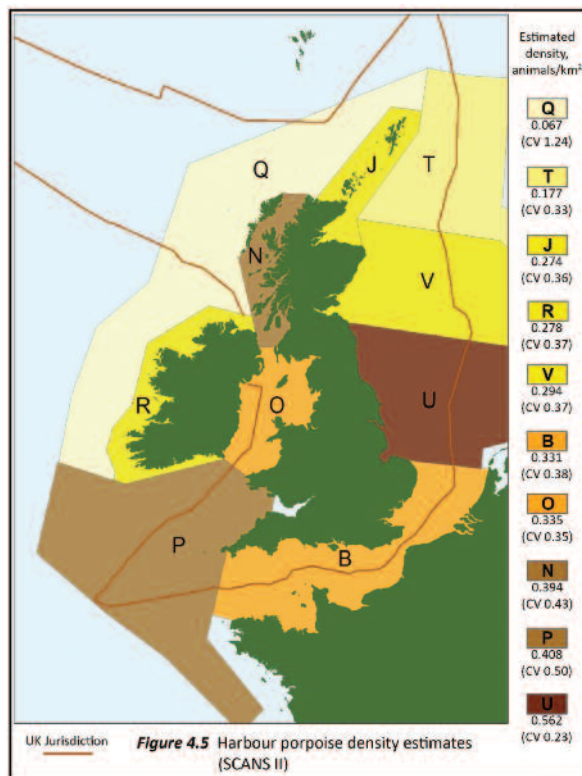 Estimated
density,
animals/km²
Q
0.067
(CV 1.24)
T
0.177
(CV 0.33)
J
0.274
(CV 0.36)
R
0.278
(CV 0.37)
V
0.294
(CV 0.37)
B
0.331
(CV 0.38)
O
0.335
(CV 0.35)
N
0.394
(CV 0.43)
P
0.408
(CV 0.50)
U
0.562
(CV 0.23)
Q
J
T
N
V
R
O
U
P
B
UK Jurisdiction
Figure 4.5 Harbour porpoise density estimates
(SCANS II)